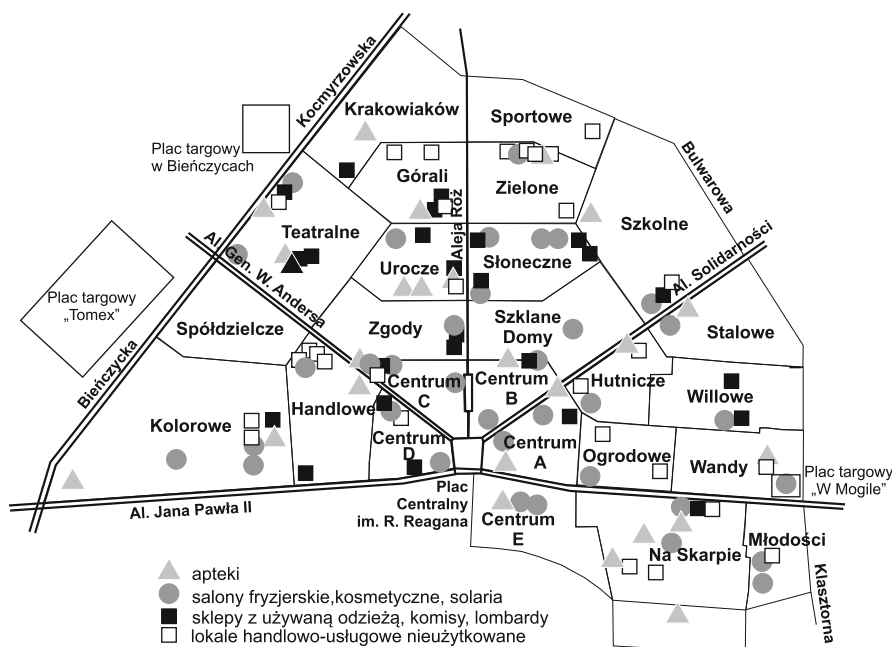 Kocmyrzowska
Krakowiaków
Sportowe
Plac targowy
w Bieńczycach
Górali
Zielone
Bulwarowa
Aleja Róż
Szkolne
Teatralne
Al. Gen. W. Andersa
Urocze
Słoneczne
Al. Solidarności
Plac targowy
„Tomex”
Spółdzielcze
Zgody
Szklane
Domy
Stalowe
Bieńczycka
Centrum
C
Centrum
B
Hutnicze
Willowe
Kolorowe
Handlowe
Centrum
D
Centrum
A
Ogrodowe
Wandy
Plac targowy
„W Mogile”
Al. Jana Pawła II
Plac
Centralny
im. R. Reagana
Centrum
E
Na Skarpie
Młodości
Klasztorna
apteki
salony fryzjerskie,kosmetyczne, solaria
sklepy z używaną odzieżą, komisy, lombardy
lokale handlowo-usługowe nieużytkowane